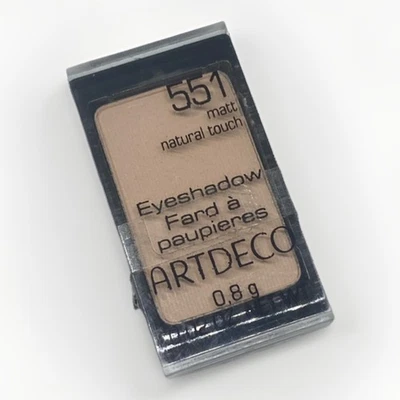 551
matt
natural touch
Eyeshadow
Fard à
paupieres
ARTDECO
0,8 g